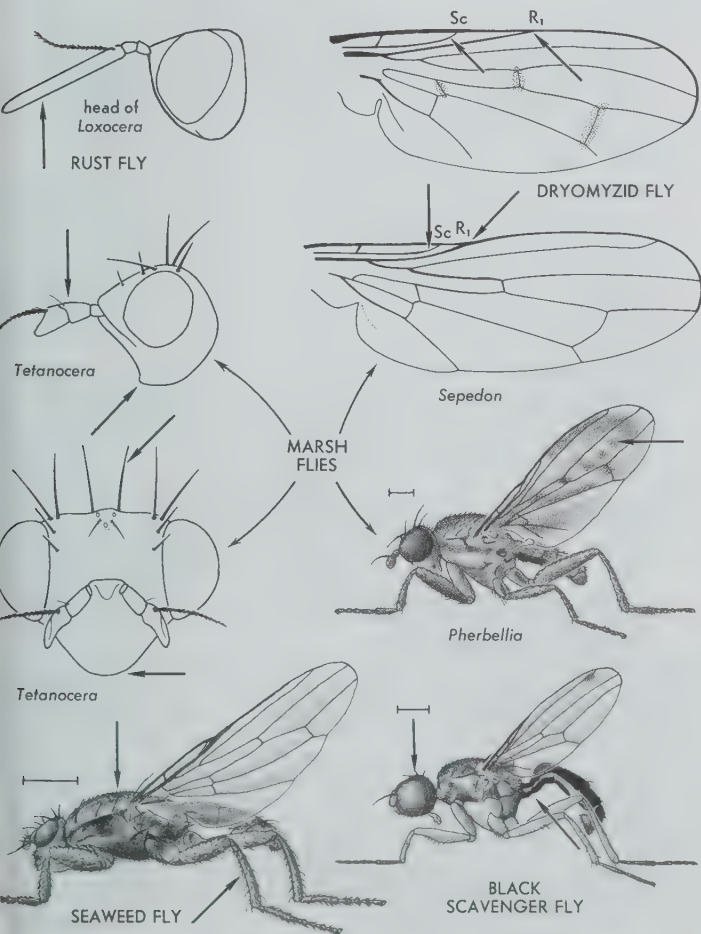 Sc
R₁
head of
Loxocera
RUST FLY
DRYOMYZID FLY
Sc R₁
Tetanocera
Sepedon
MARSH
FLIES
Pherbellia
Tetanocera
SEAWEED FLY
BLACK
SCAVENGER FLY